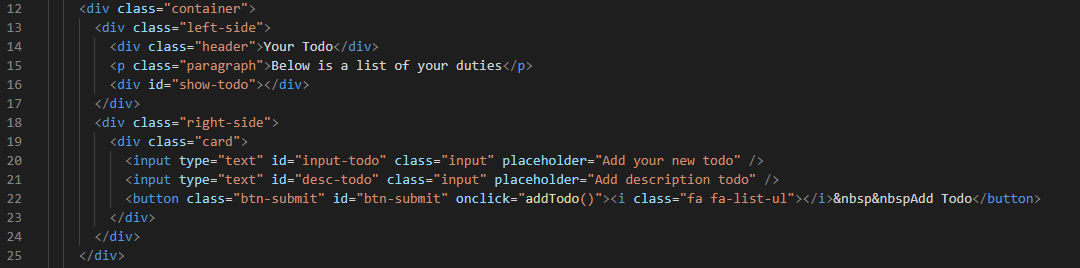 12 <div class="container">
13 <div class="left-side">
14 <div class="header">Your Todo</div>
15 <p class="paragraph">Below is a list of your duties</p>
16 <div id="show-todo"></div>
17 </div>
18 <div class="right-side">
19 <div class="card">
20 <input type="text" id="input-todo" class="input" placeholder="Add your new todo" />
21 <input type="text" id="desc-todo" class="input" placeholder="Add description todo" />
22 <button class="btn-submit" id="btn-submit" onclick="addTodo()"><i class="fa fa-list-ul"></i>&nbsp&nbspAdd Todo</button>
23 </div>
24 </div>
25 </div>